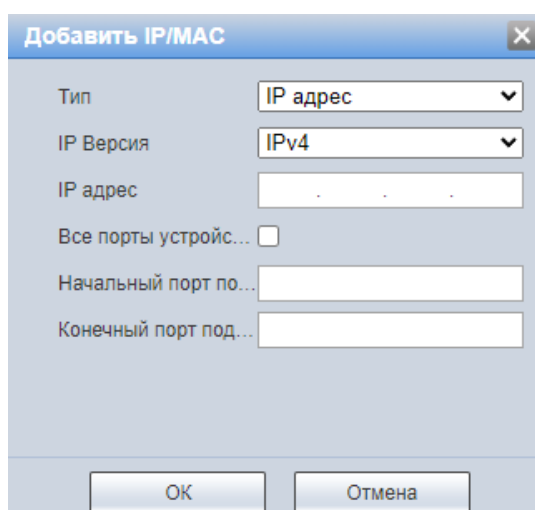 Добавить IP/MAC
Тип IP адрес
IP Версия IPv4
IP адрес . . .
Все порты устройс...
Начальный порт по...
Конечный порт под...
ОК Отмена